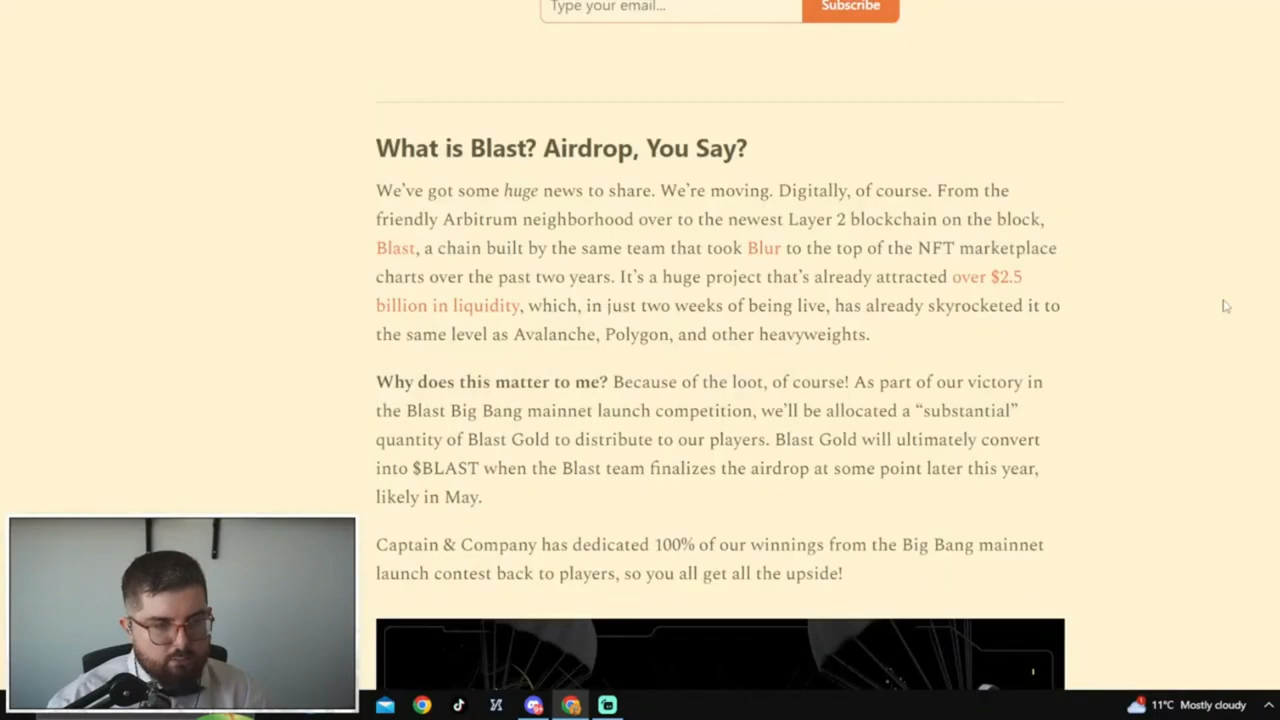 Type your email...
Subscribe
What is Blast? Airdrop, You Say?
We’ve got some huge news to share. We’re moving. Digitally, of course. From the
friendly Arbitrum neighborhood over to the newest Layer 2 blockchain on the block,
Blast, a chain built by the same team that took Blur to the top of the NFT marketplace
charts over the past two years. It’s a huge project that’s already attracted over $2.5
billion in liquidity, which, in just two weeks of being live, has already skyrocketed it to
the same level as Avalanche, Polygon, and other heavyweights.
Why does this matter to me? Because of the loot, of course! As part of our victory in
the Blast Big Bang mainnet launch competition, we’ll be allocated a “substantial”
quantity of Blast Gold to distribute to our players. Blast Gold will ultimately convert
into $BLAST when the Blast team finalizes the airdrop at some point later this year,
likely in May.
Captain & Company has dedicated 100% of our winnings from the Big Bang mainnet
launch contest back to players, so you all get all the upside!
11°C Mostly cloudy